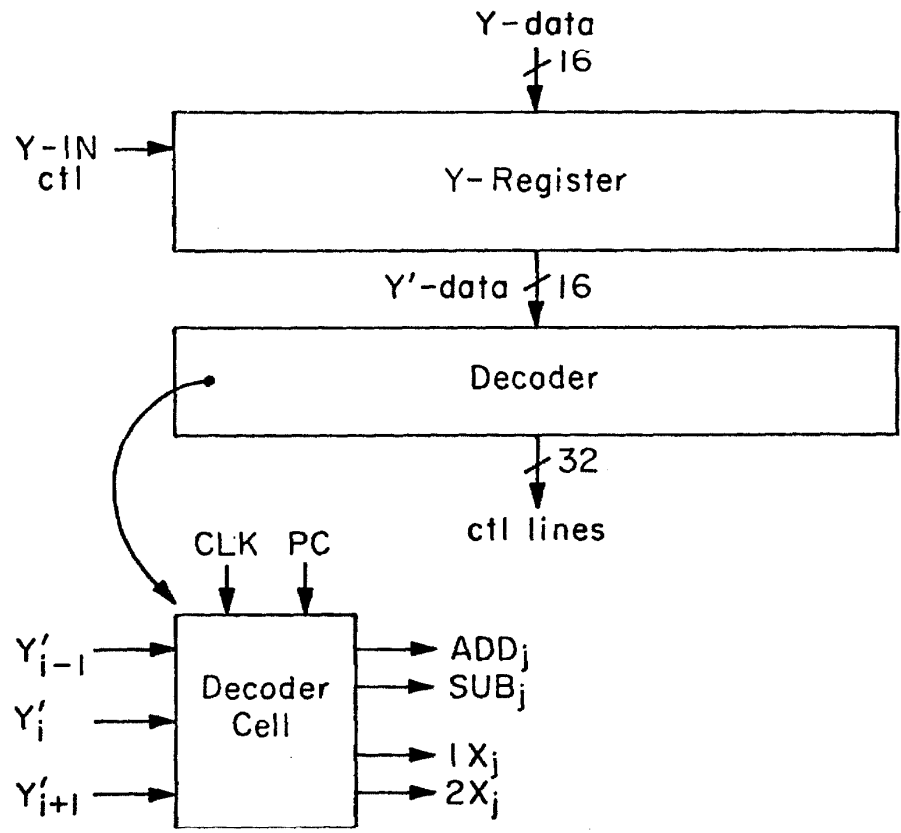 Y-data
16
Y-IN
ctl
Y-Register
Y'-data
16
Decoder
32
ctl lines
CLK PC
Y'i-1
Y'i
Y'i+1
Decoder
Cell
ADDj
SUBj
1Xj
2Xj